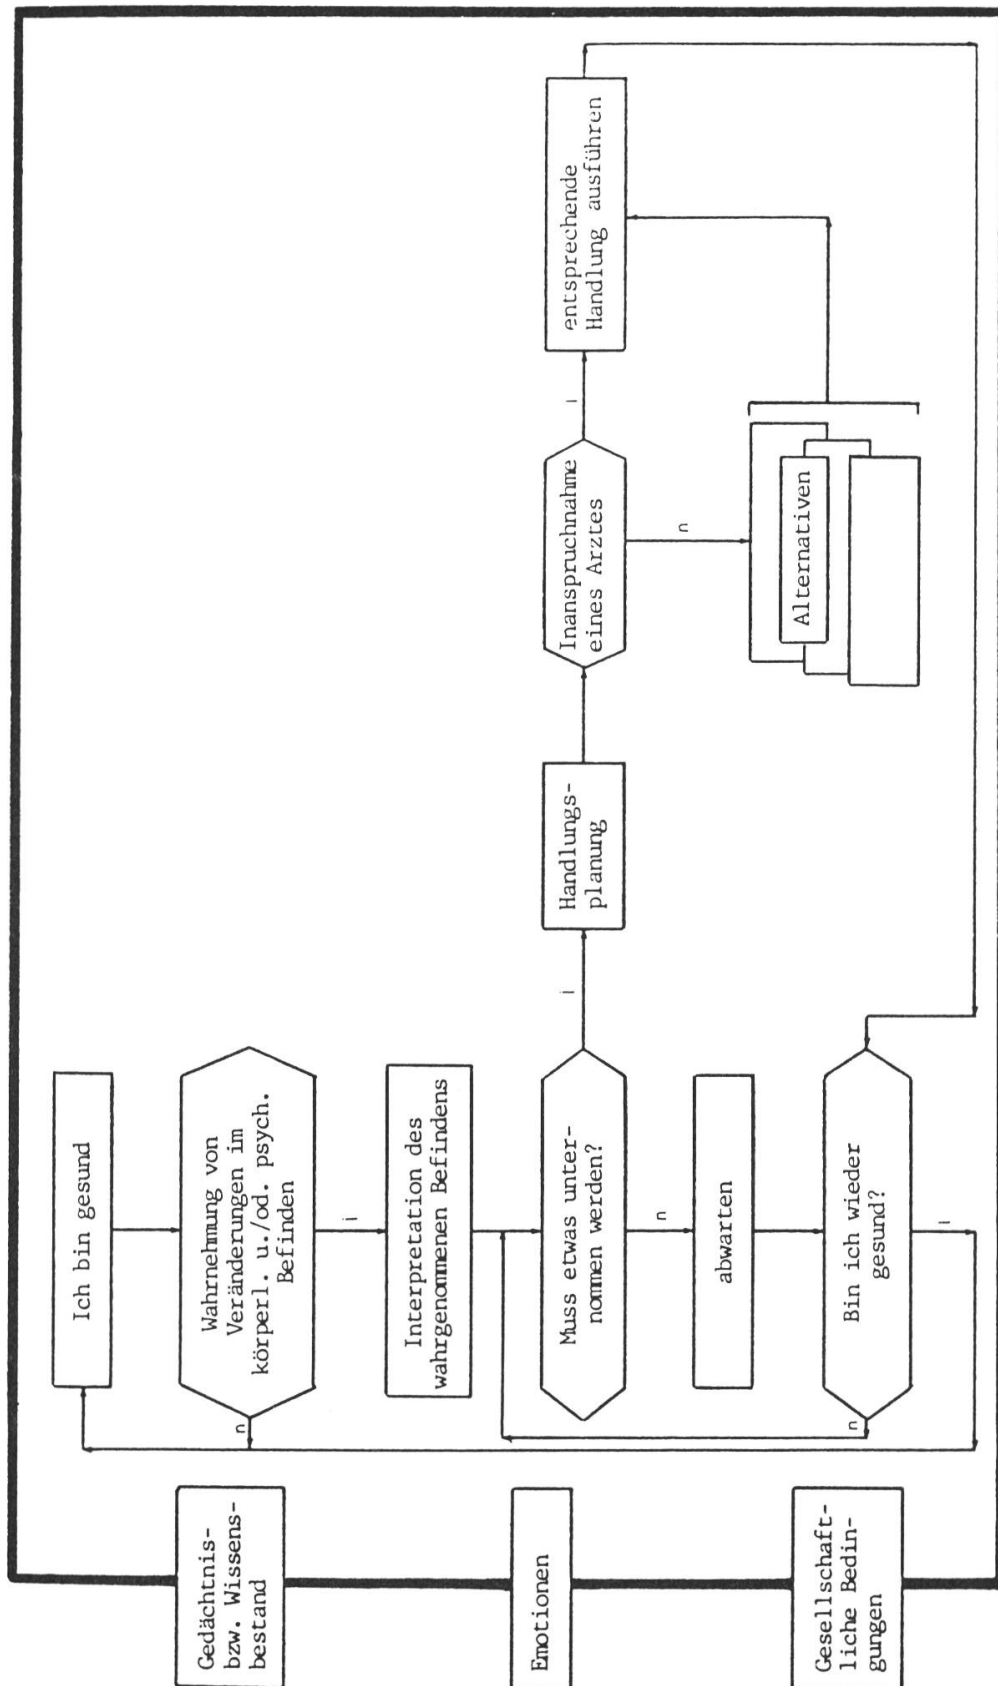 Gedächtnis-
bzw. Wissens-
bestand
Emotionen
Gesellschaft-
liche Bedin-
gungen
Ich bin gesund
Wahrnehmung von
Veränderungen im
körperl. u./od. psych.
Befinden
n
j
Interpretation des
wahrgenommenen Befindens
Muss etwas unter-
nommen werden?
j
n
abwarten
Bin ich wieder
gesund?
n
j
Handlungs-
planung
Inanspruchnahme
eines Arztes
j
n
Alternativen
entsprechende
Handlung ausführen